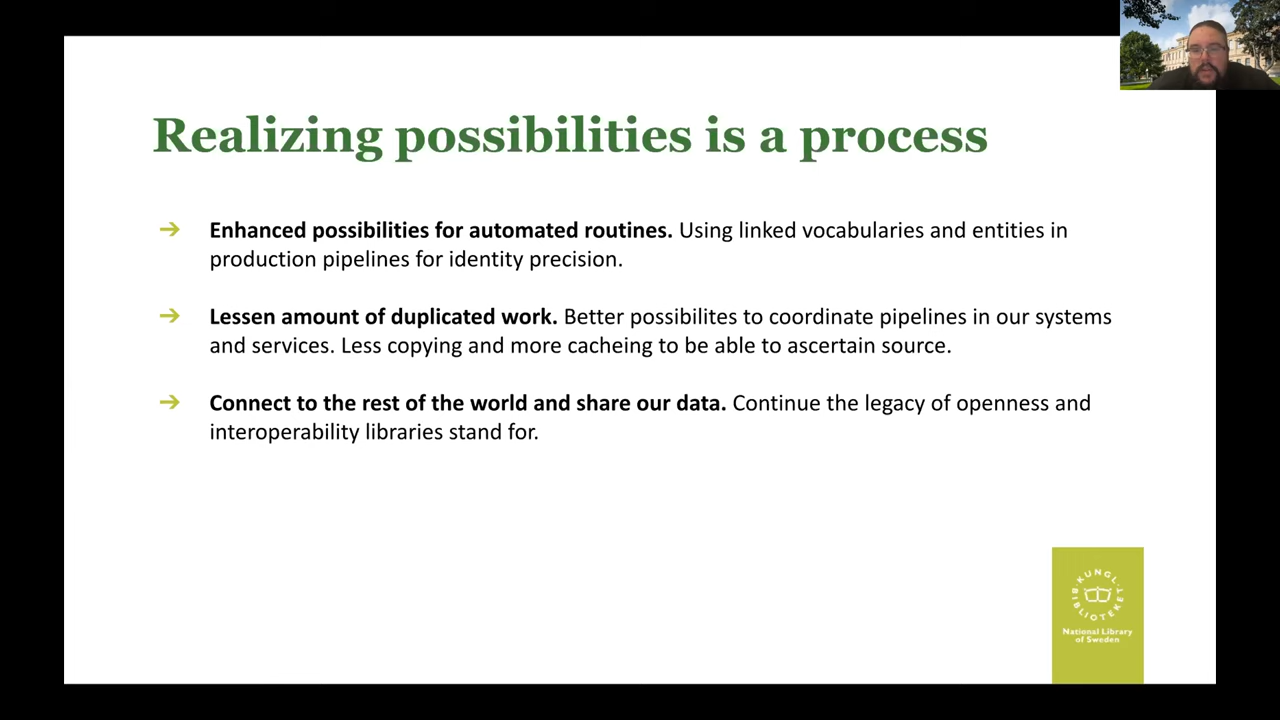 Realizing possibilities is a process
➔ Enhanced possibilities for automated routines. Using linked vocabularies and entities in
production pipelines for identity precision.
➔ Lessen amount of duplicated work. Better possibilites to coordinate pipelines in our systems
and services. Less copying and more cacheing to be able to ascertain source.
➔ Connect to the rest of the world and share our data. Continue the legacy of openness and
interoperability libraries stand for.
KUNGL
BIBLIOTEKET
National Library
of Sweden